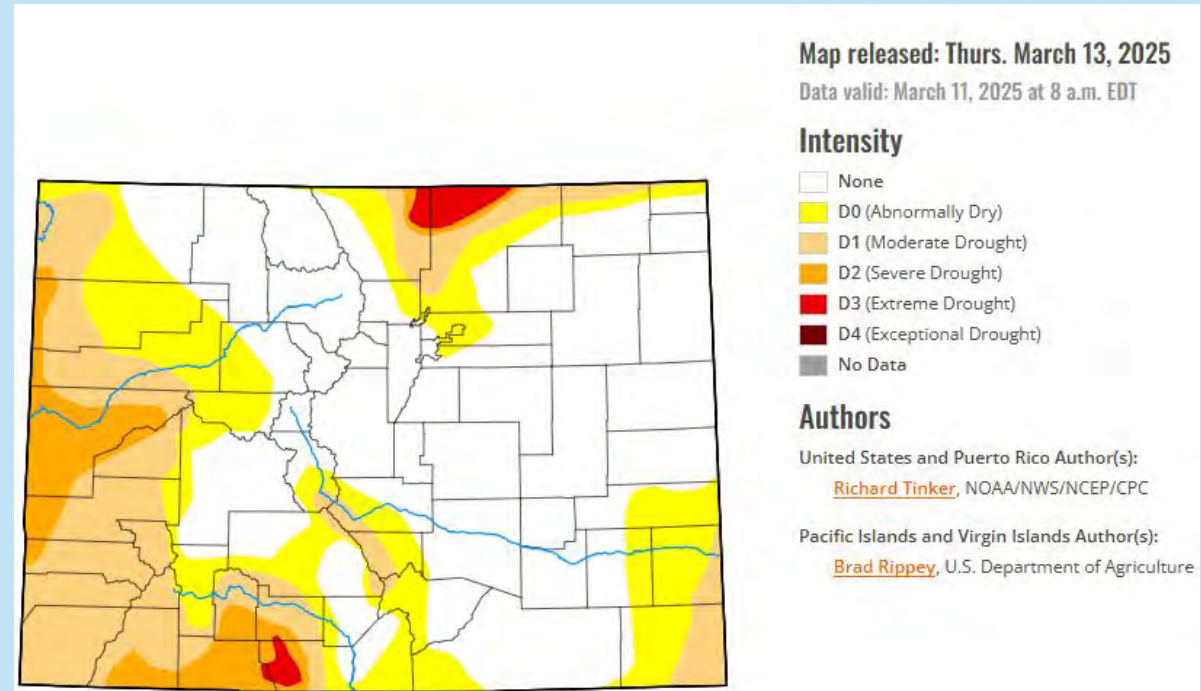 Map released: Thurs. March 13, 2025
Data valid: March 11, 2025 at 8 a.m. EDT
Intensity
None
D0 (Abnormally Dry)
D1 (Moderate Drought)
D2 (Severe Drought)
D3 (Extreme Drought)
D4 (Exceptional Drought)
No Data
Authors
United States and Puerto Rico Author(s):
Richard Tinker, NOAA/NWS/NCEP/CPC
Pacific Islands and Virgin Islands Author(s):
Brad Rippey, U.S. Department of Agriculture